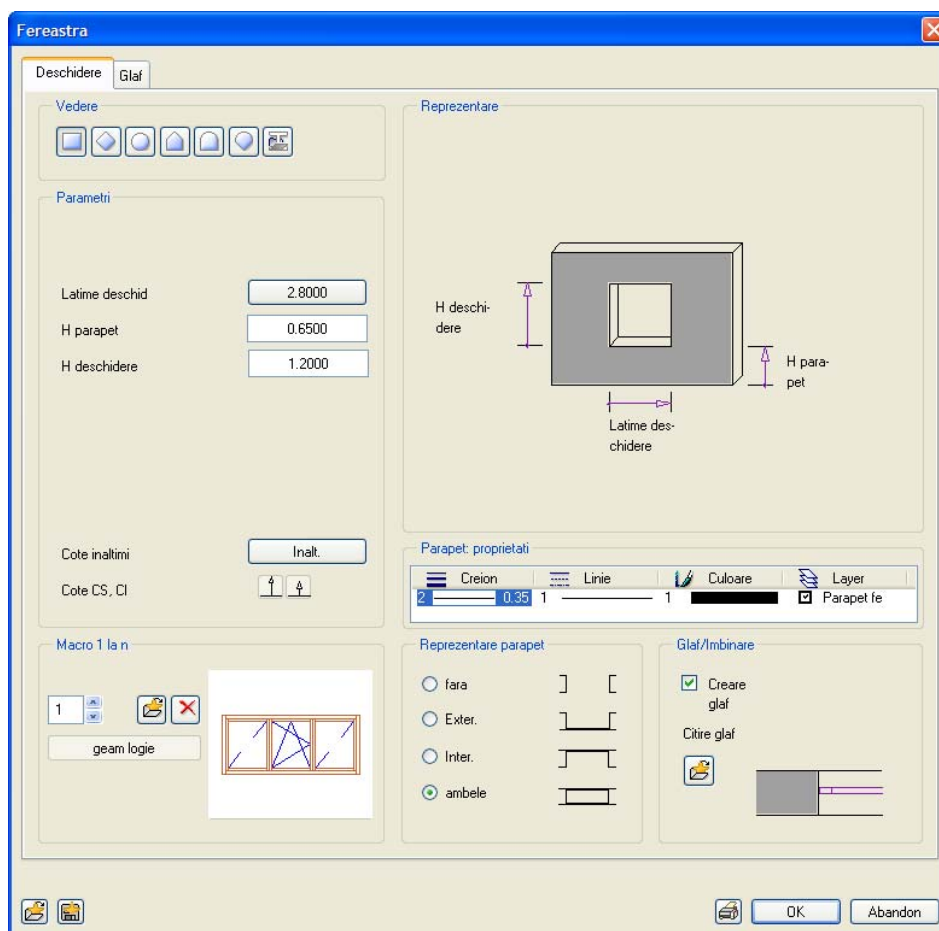 Fereastra
Deschidere
Glaf
Vedere
Parametri
Latime deschid
2.8000
H parapet
0.6500
H deschidere
1.2000
Cote inaltimi
Inalt.
Cote CS, CI
Macro 1 la n
1
geam logie
Reprezentare
H deschi-
dere
H para-
pet
Latime des-
chidere
Parapet: proprietati
Creion Linie Culoare Layer
2 0.35 1 1 Parapet fe
Reprezentare parapet
fara
Exter.
Inter.
ambele
Glaf/Imbinare
Creare
glaf
Citire glaf
OK
Abandon